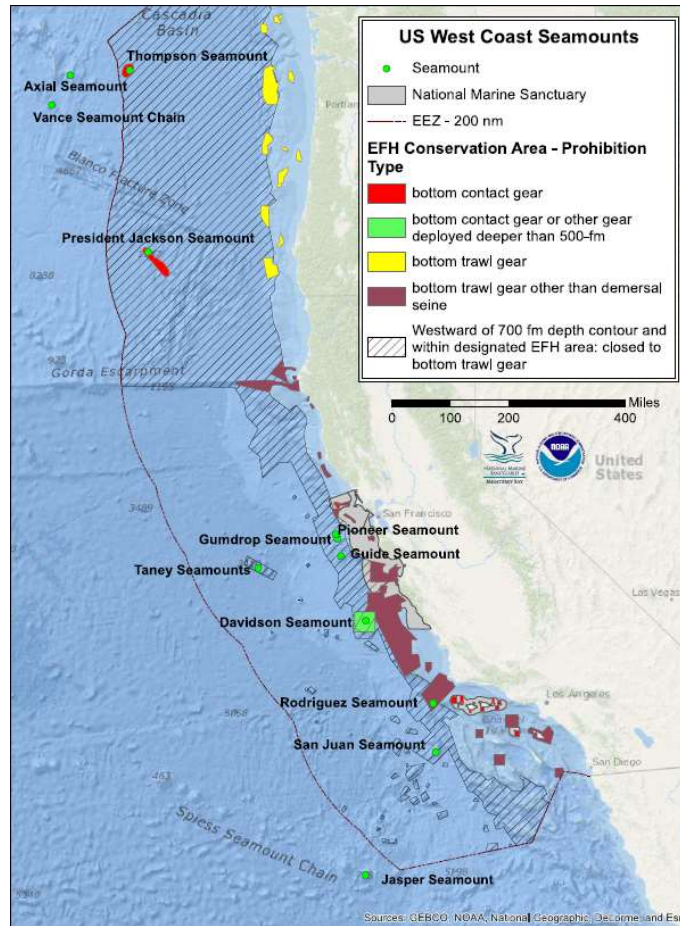 Cascadia
Basin
Thompson Seamount
Axial Seamount
Vance Seamount Chain
Blanco Fracture Zone
President Jackson Seamount
Gorda Escarpment
3489
San Francisco
Pioneer Seamount
Gumdrop Seamount
Guide Seamount
Taney Seamounts
Davidson Seamount
Las Vegas
Rodriguez Seamount
Los Angeles
San Juan Seamount
San Diego
Spiess Seamount Chain
Jasper Seamount
US West Coast Seamounts
Seamount
National Marine Sanctuary
EEZ - 200 nm
EFH Conservation Area - Prohibition
Type
bottom contact gear
bottom contact gear or other gear
deployed deeper than 500-fm
bottom trawl gear
bottom trawl gear other than demersal
seine
Westward of 700 fm depth contour and
within designated EFH area: closed to
bottom trawl gear
Miles
0 100 200 400
NOAA
United
States
Sources: GEBCO, NOAA, National Geographic, DeLorme, and Esri